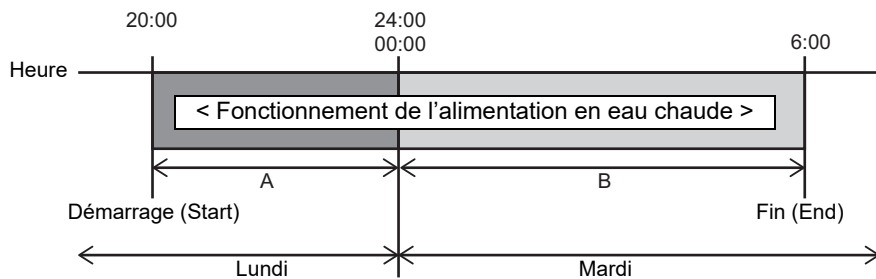 20:00
24:00
00:00
6:00
Heure
< Fonctionnement de l'alimentation en eau chaude >
A
B
Démarrage (Start)
Fin (End)
Lundi
Mardi